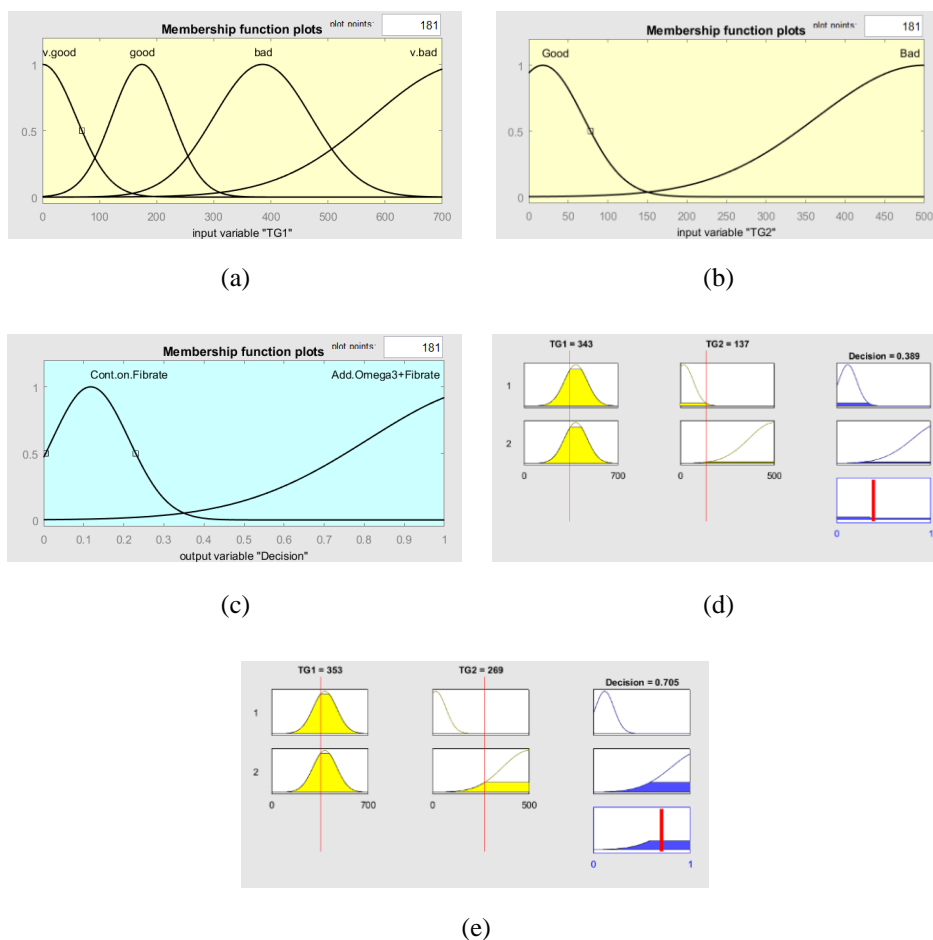 Membership function plots plot points: 181
v.good good bad v.bad
1
0.5
0
0 100 200 300 400 500 600 700
input variable "TG1"
(a)
Membership function plots plot points: 181
Good Bad
1
0.5
0
0 50 100 150 200 250 300 350 400 450 500
input variable "TG2"
(b)
Membership function plots plot points: 181
Cont.on.Fibrate Add.Omega3+Fibrate
1
0.5
0
0 0.1 0.2 0.3 0.4 0.5 0.6 0.7 0.8 0.9 1
output variable "Decision"
(c)
TG1 = 343 TG2 = 137 Decision = 0.389
1
2
0 700 0 500
0 1
(d)
TG1 = 353 TG2 = 269 Decision = 0.705
1
2
0 700 0 500
0 1
(e)